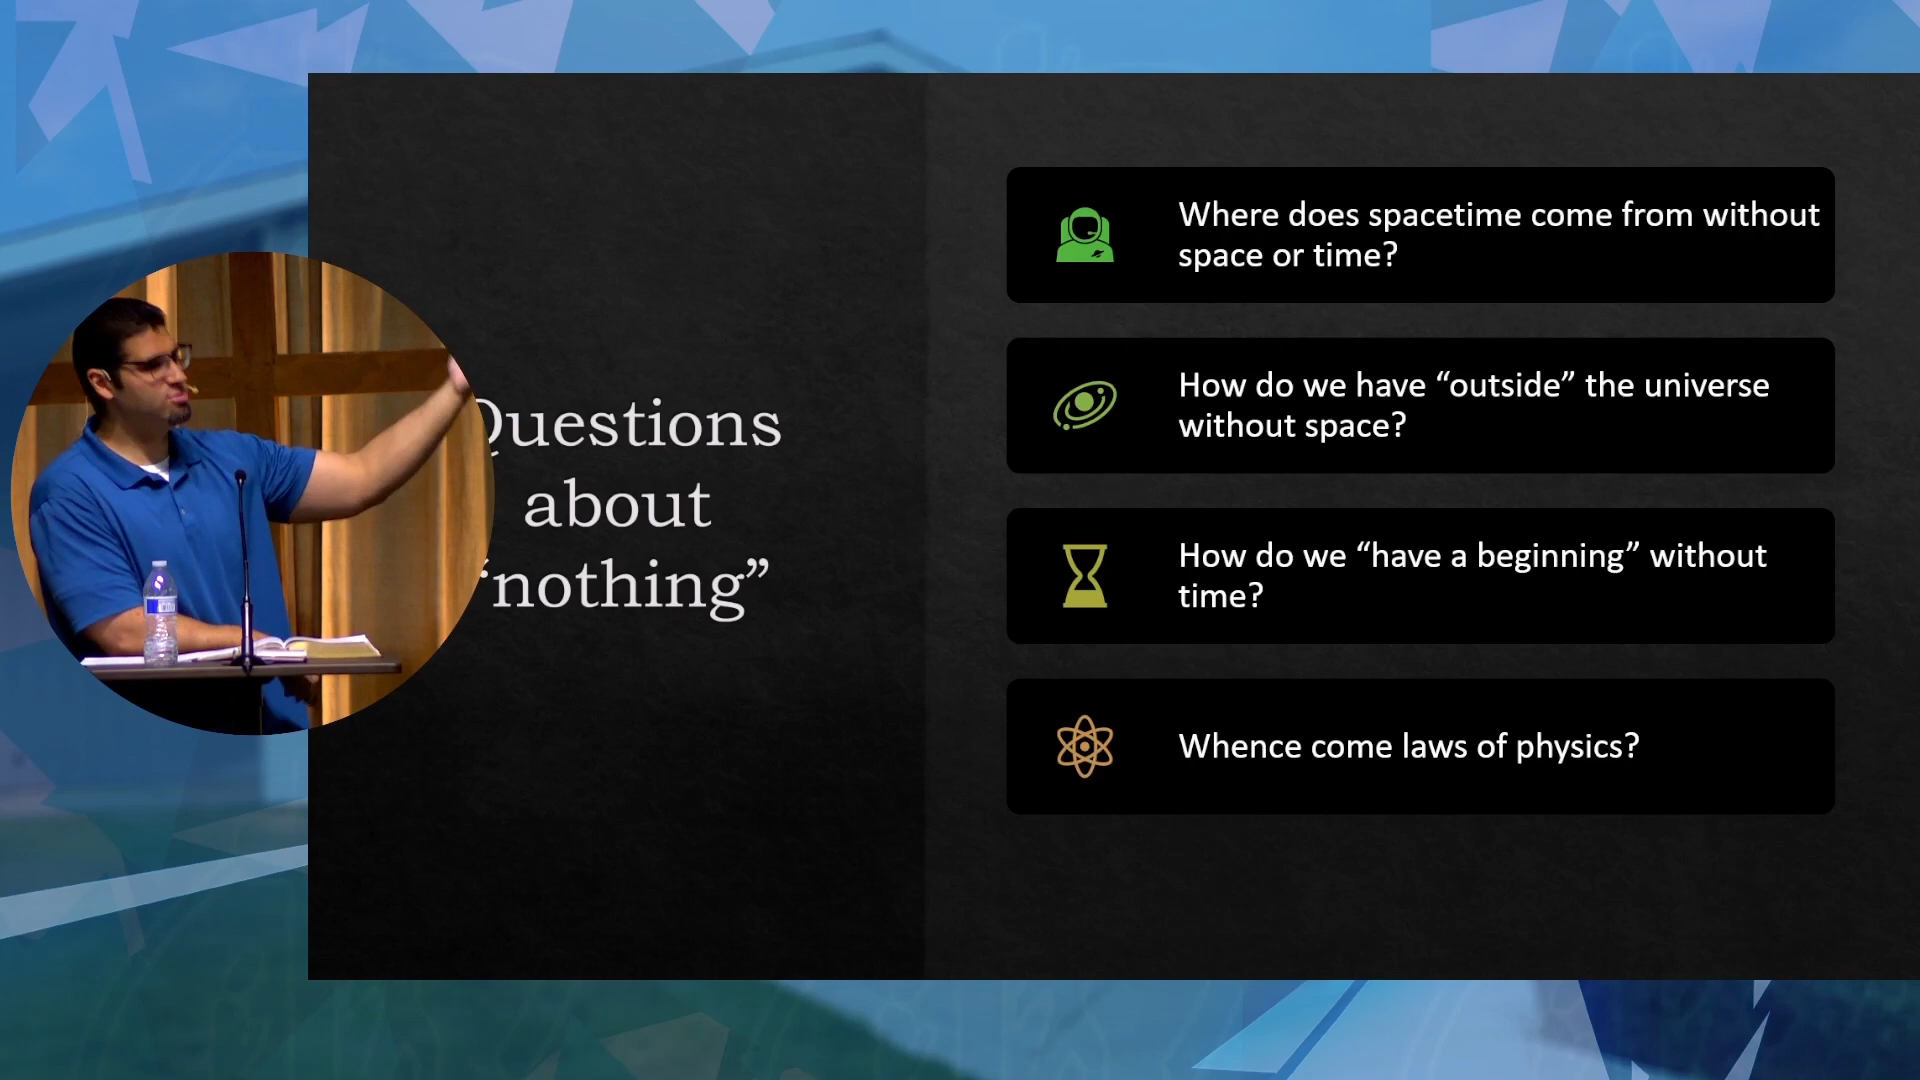 Questions
about
“nothing”
Where does spacetime come from without
space or time?
How do we have “outside” the universe
without space?
How do we “have a beginning” without
time?
Whence come laws of physics?